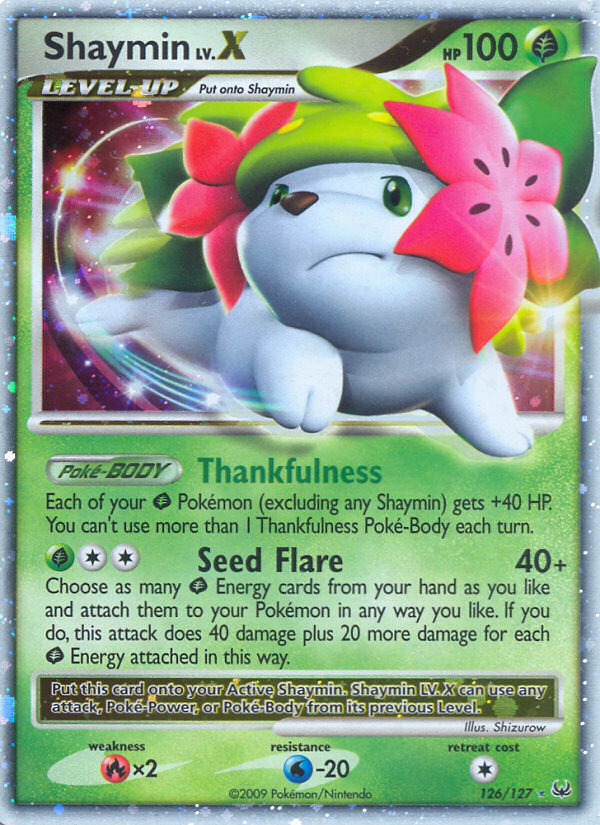 Shaymin LV.X HP 100
LEVEL-UP Put onto Shaymin
Poké-BODY Thankfulness
Each of your Pokémon (excluding any Shaymin) gets +40 HP.
You can't use more than 1 Thankfulness Poké-Body each turn.
Seed Flare 40+
Choose as many Energy cards from your hand as you like
and attach them to your Pokémon in any way you like. If you
do, this attack does 40 damage plus 20 more damage for each
Energy attached in this way.
Put this card onto your Active Shaymin. Shaymin LV. X can use any
attack, Poké-Power, or Poké-Body from its previous Level.
Illus. Shizurow
weakness resistance retreat cost
×2 -20
©2009 Pokémon/Nintendo 126/127